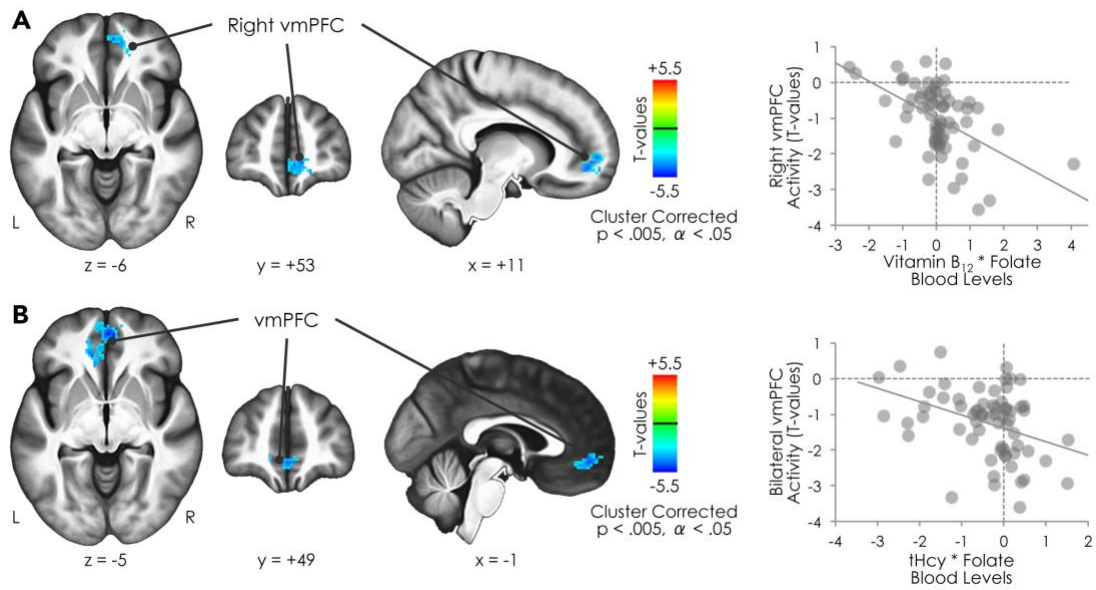 A
Right vmPFC
L
R
z = -6
y = +53
x = +11
+5.5
T-values
-5.5
Cluster Corrected
p < .005, α < .05
Right vmPFC
Activity (T-values)
1
0
-1
-2
-3
-4
-3 -2 -1 0 1 2 3 4
Vitamin B12 * Folate
Blood Levels
B
vmPFC
L
R
z = -5
y = +49
x = -1
+5.5
T-values
-5.5
Cluster Corrected
p < .005, α < .05
Bilateral vmPFC
Activity (T-values)
1
0
-1
-2
-3
-4
-4 -3 -2 -1 0 1 2
tHcy * Folate
Blood Levels